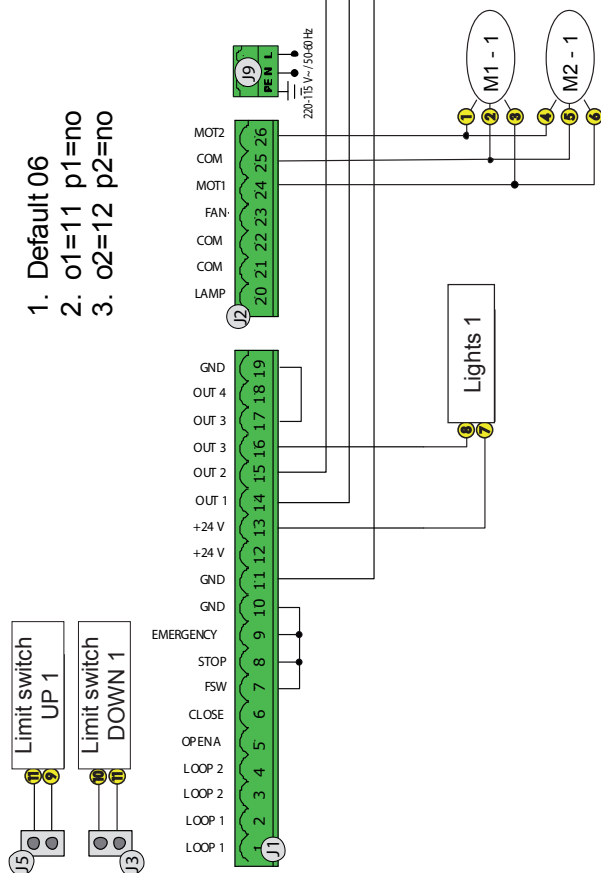 1. Default 06
2. o1=11 p1=no
3. o2=12 p2=no
J9
PE N L
220-115 V~/50-60Hz
M1 - 1
1
2
3
M2 - 1
4
5
6
MOT2 26
COM 25
MOT1 24
FAN 23
COM 22
COM 21
LAMP 20
J2
GND 19
OUT 4 18
OUT 3 17
OUT 3 16
OUT 2 15
OUT 1 14
+24 V 13
+24 V 12
GND 11
GND 10
EMERGENCY 9
STOP 8
FSW 7
CLOSE 6
OPEN A 5
LOOP 2 4
LOOP 2 3
LOOP 1 2
LOOP 1 1
J1
Lights 1
8
7
Limit switch
UP 1
11
9
J5
Limit switch
DOWN 1
10
11
J3